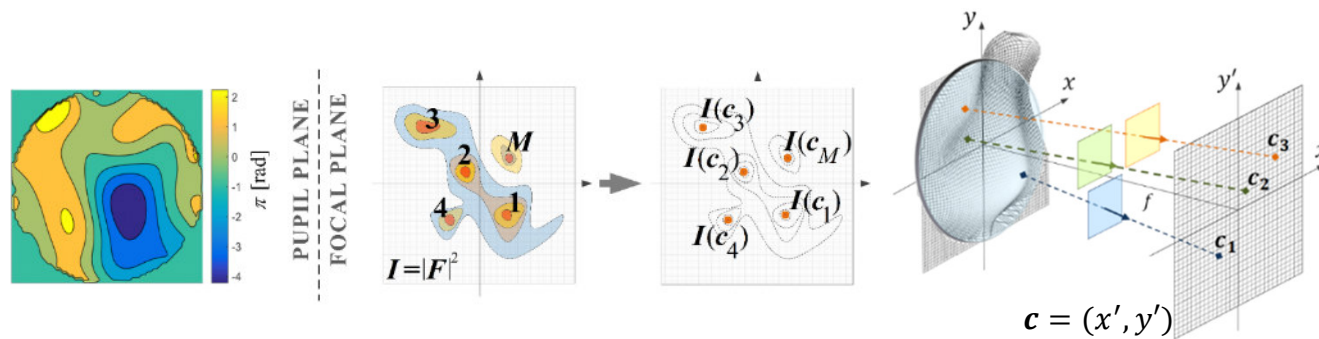 2
1
0
-1
-2
-3
-4
π [rad]
PUPIL PLANE
FOCAL PLANE
3
M
2
4
1
I=|F|²
I(c₃)
I(c_M)
I(c₂)
I(c₁)
I(c₄)
y
x
y′
c₃
c₂
f
c₁
c = (x′, y′)